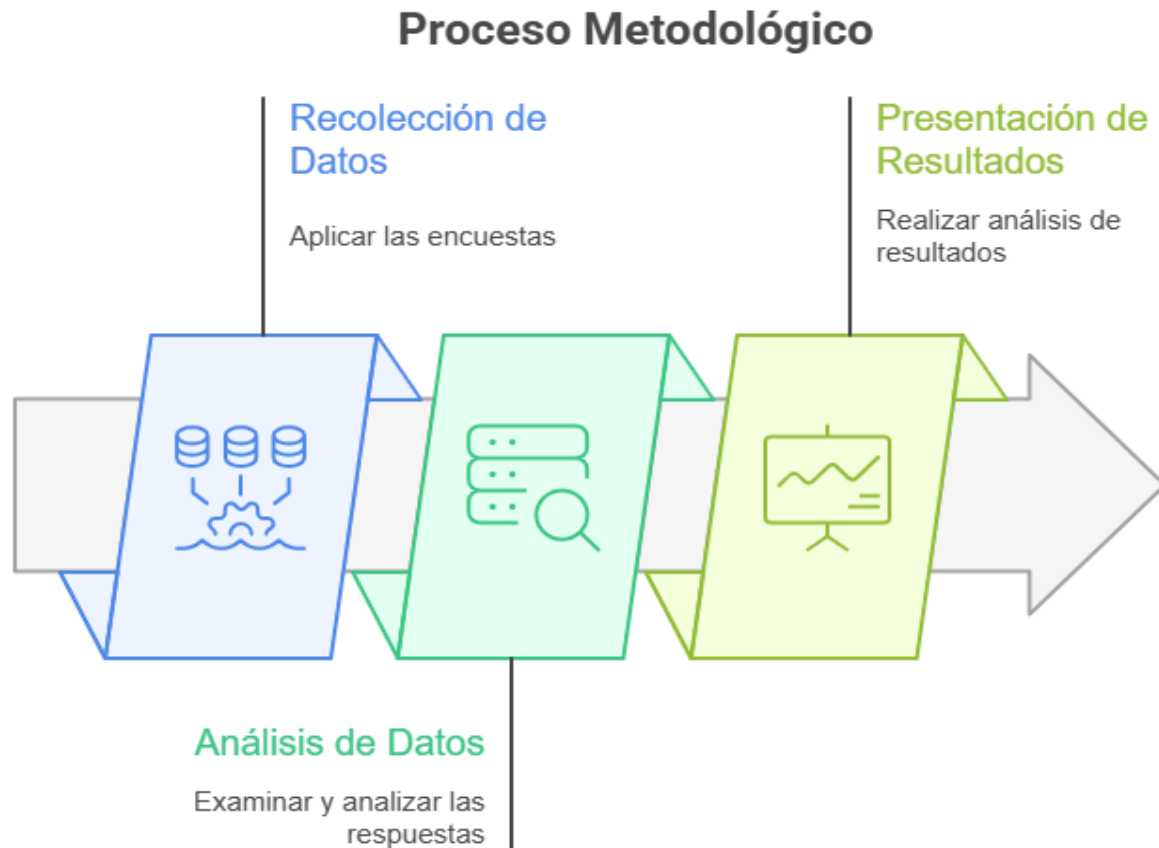 Proceso Metodológico
Recolección de
Datos
Aplicar las encuestas
Presentación de
Resultados
Realizar análisis de
resultados
Análisis de Datos
Examinar y analizar las
respuestas